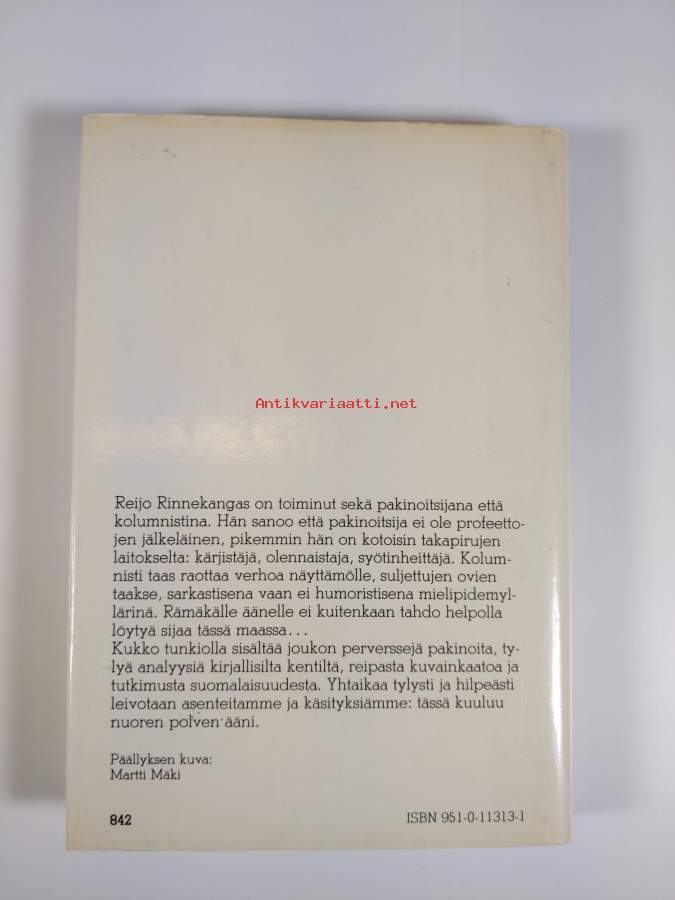 Antikvariaatti.net
Reijo Rinnekangas on toiminut sekä pakinoitsijana että
kolumnistina. Hän sanoo että pakinoitsija ei ole profeetto-
jen jälkeläinen, pikemmin hän on kotoisin takapirujen
laitokselta: kärjistäjä, olennaistaja, syötinheittäjä. Kolum-
nisti taas raottaa verhoa näyttämölle, suljettujen ovien
taakse, sarkastisena vaan ei humoristisena mielipidemyl-
lärinä. Rämäkälle äänelle ei kuitenkaan tahdo helpolla
löytyä sijaa tässä maassa...
Kukko tunkiolla sisältää joukon perverssejä pakinoita, ty-
lyä analyysiä kirjallisilta kentiltä, reipasta kuvainkaatoa ja
tutkimusta suomalaisuudesta. Yhtaikaa tylysti ja hilpeästi
leivotaan asenteitamme ja käsityksiämme: tässä kuuluu
nuoren polven ääni.
Päällyksen kuva:
Martti Mäki
842
ISBN 951-0-11313-1